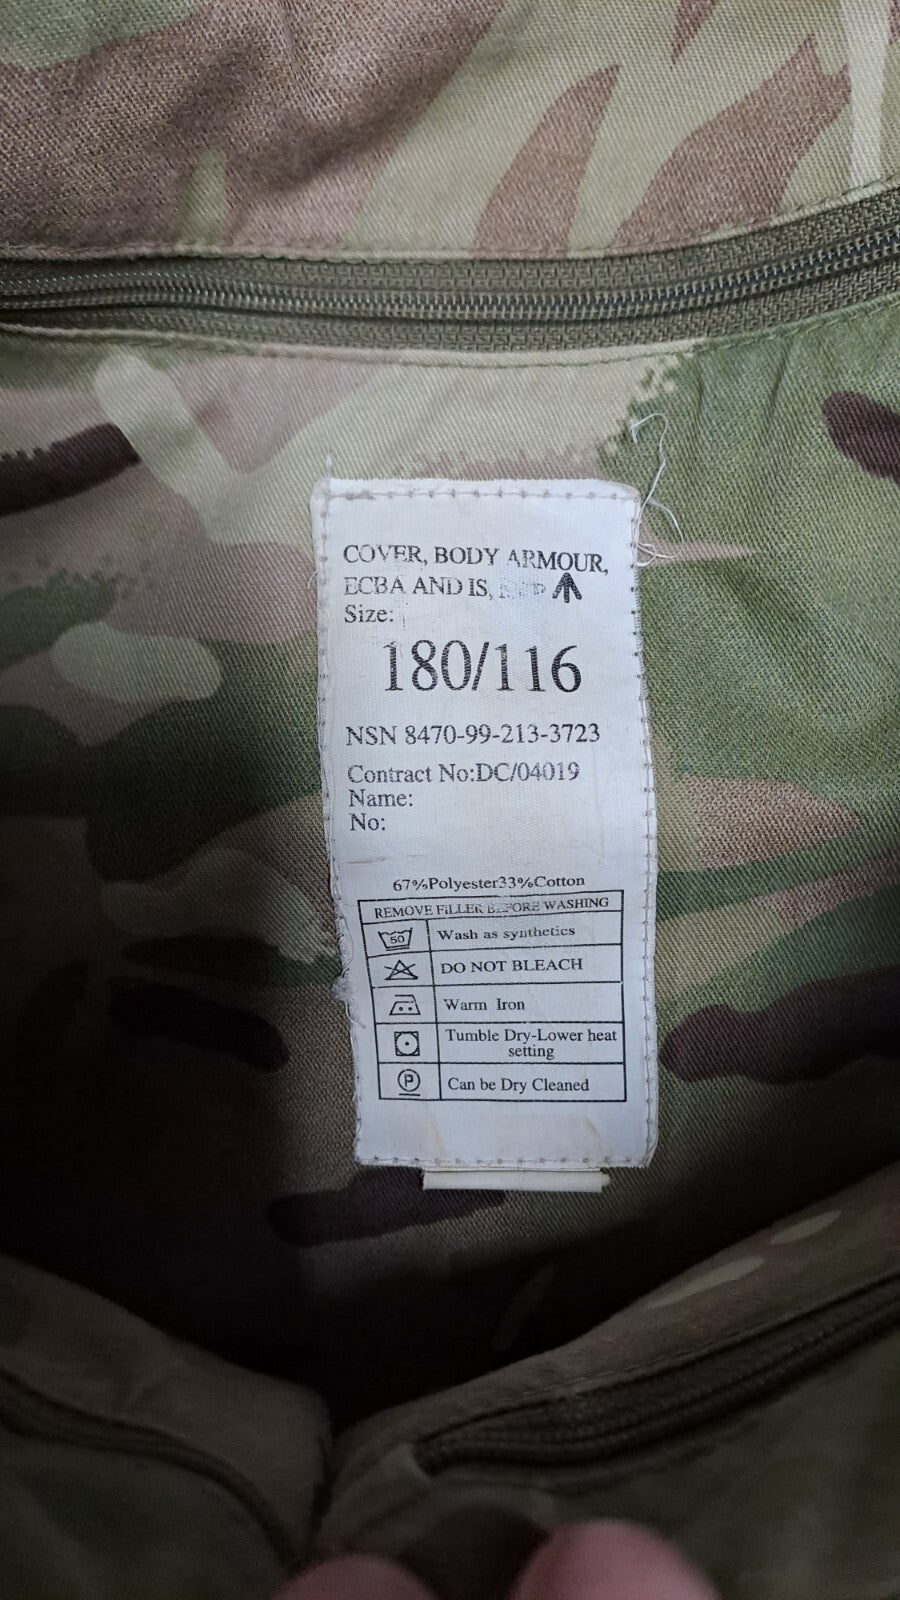 COVER, BODY ARMOUR,
ECBA AND IS,
Size:
180/116
NSN 8470-99-213-3723
Contract No:DC/04019
Name:
No:
67%Polyester33%Cotton
REMOVE FILLER BEFORE WASHING
50 Wash as synthetics
DO NOT BLEACH
Warm Iron
Tumble Dry-Lower heat
setting
P Can be Dry Cleaned